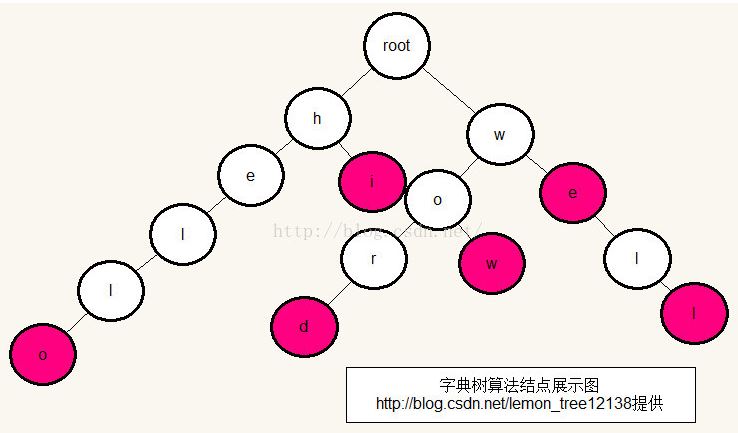 root
h
w
e
i
o
e
l
r
w
l
l
d
l
o
http://blog.csdn.net/
字典树算法结点展示图
http://blog.csdn.net/lemon_tree12138提供